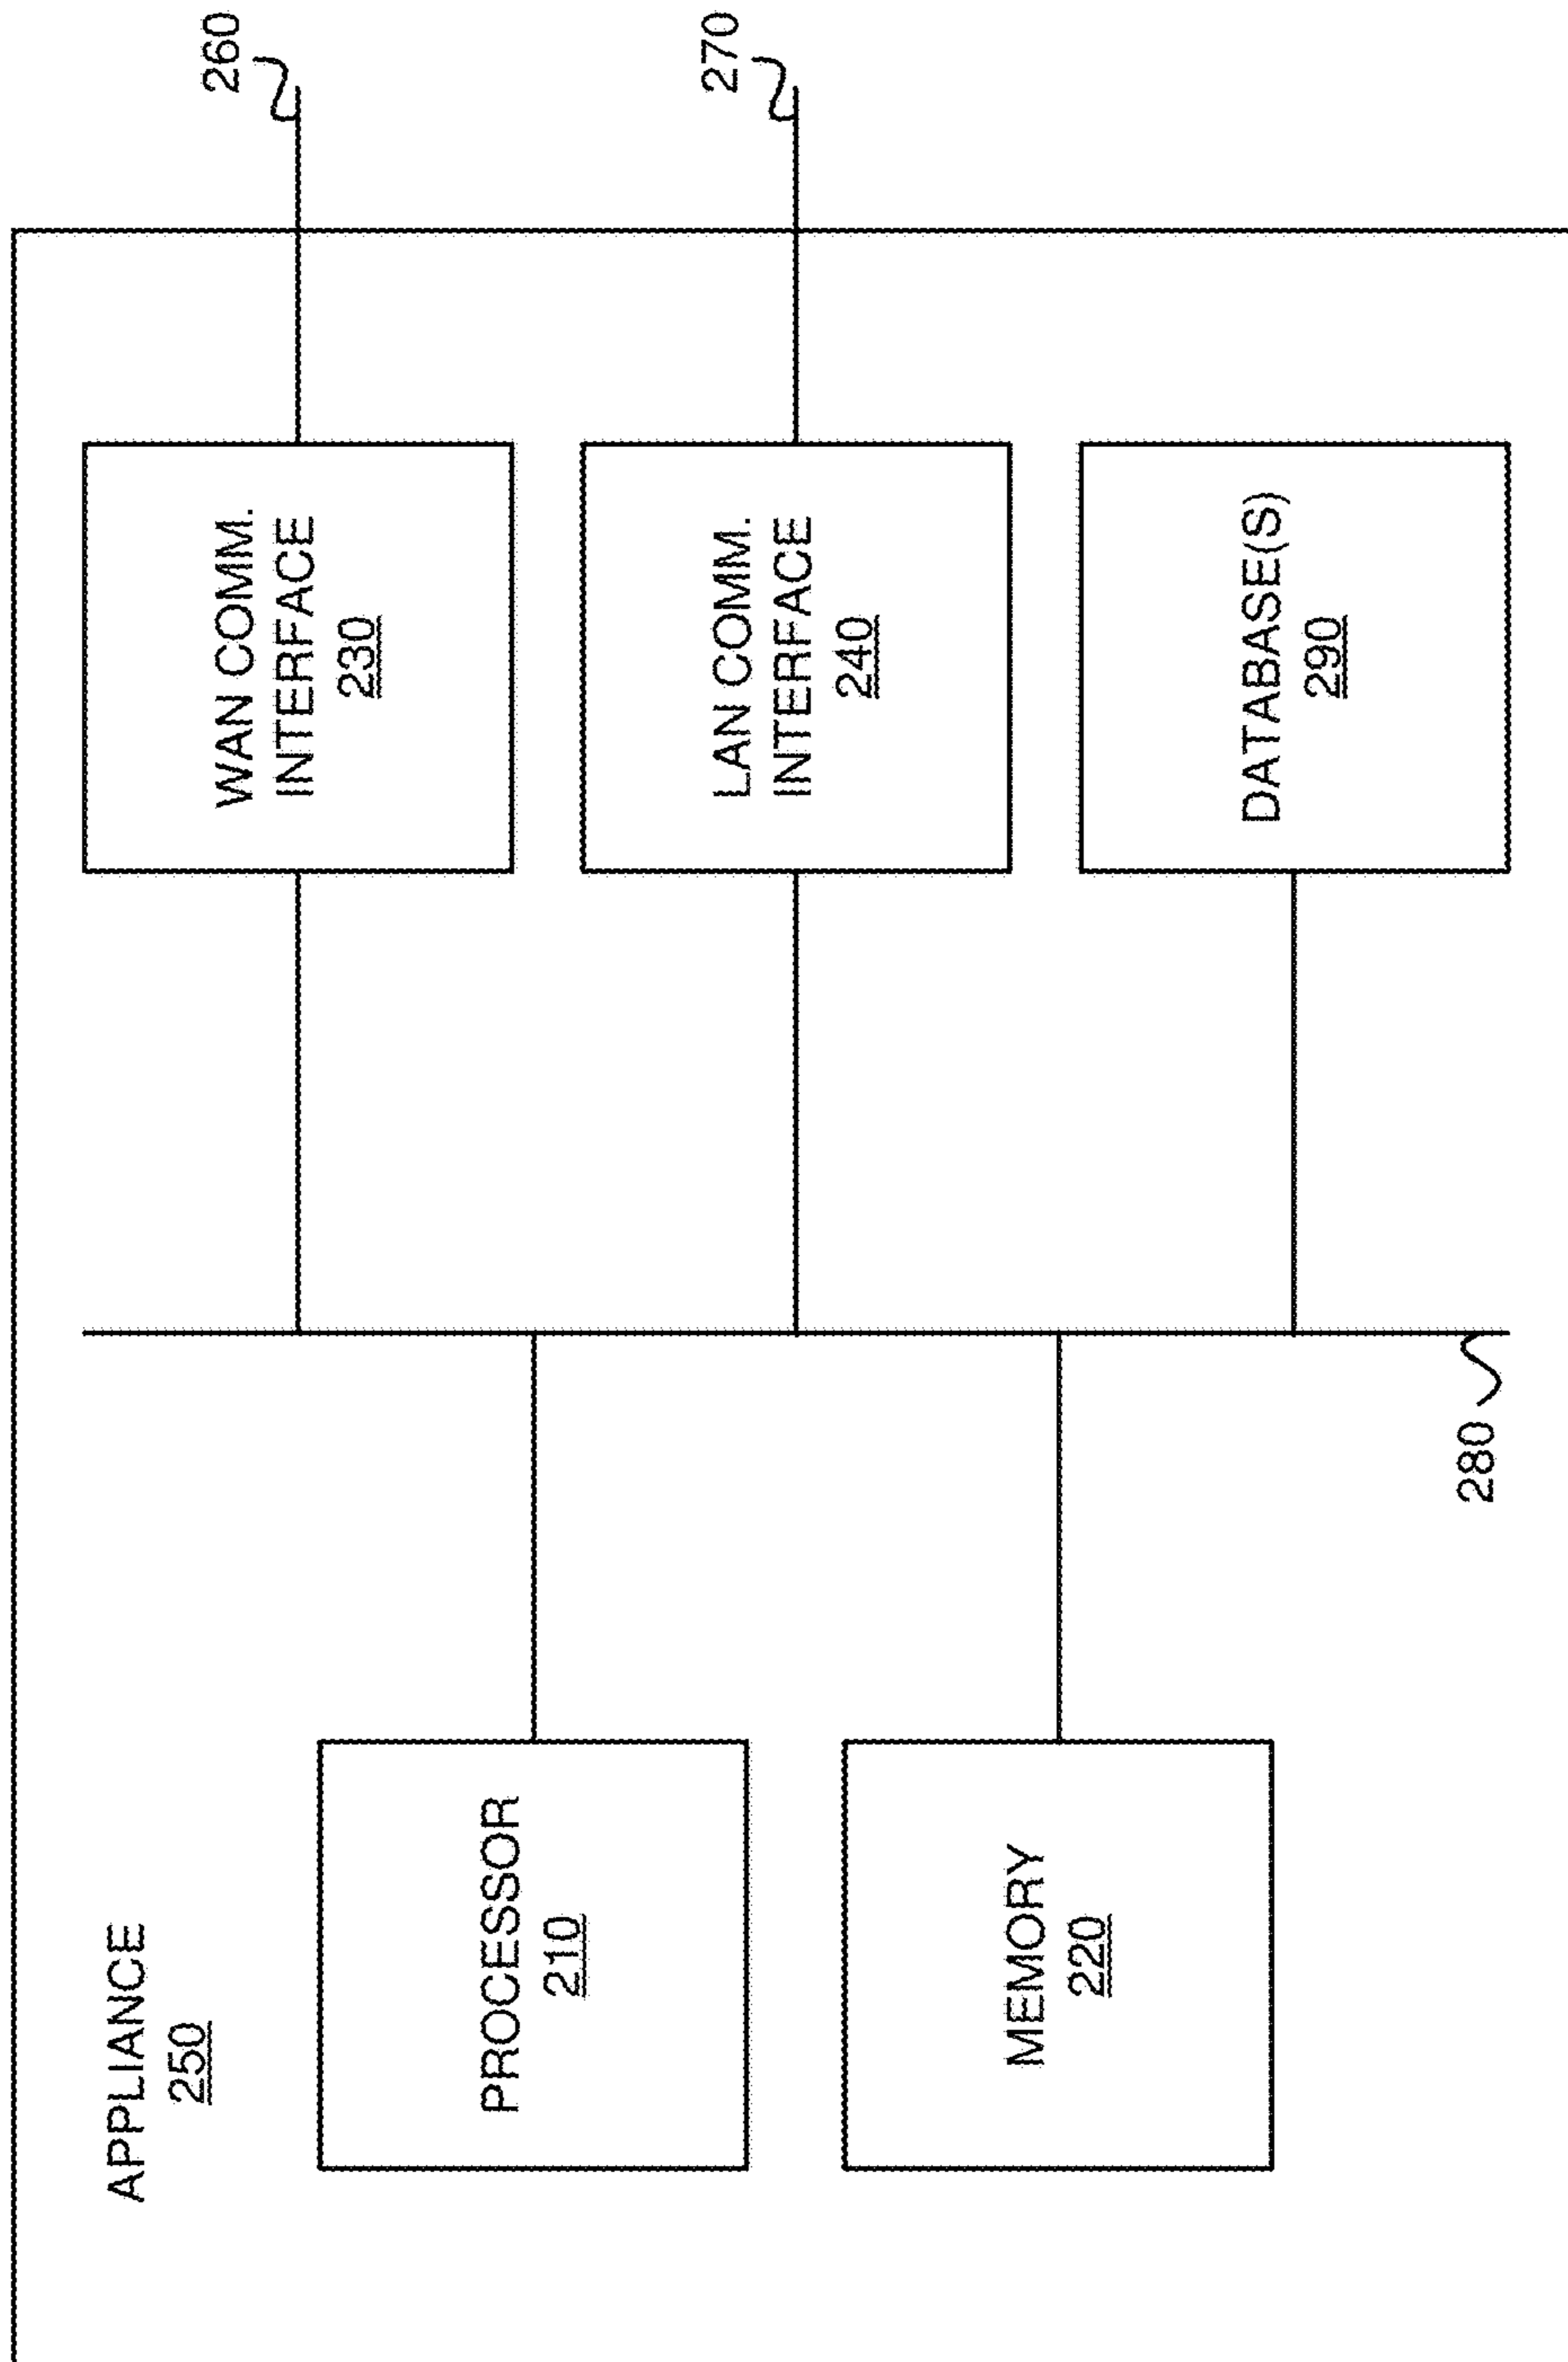 APPLIANCE
250
PROCESSOR
210
MEMORY
220
280
WAN COMM.
INTERFACE
230
LAN COMM.
INTERFACE
240
DATABASE(S)
290
260
270